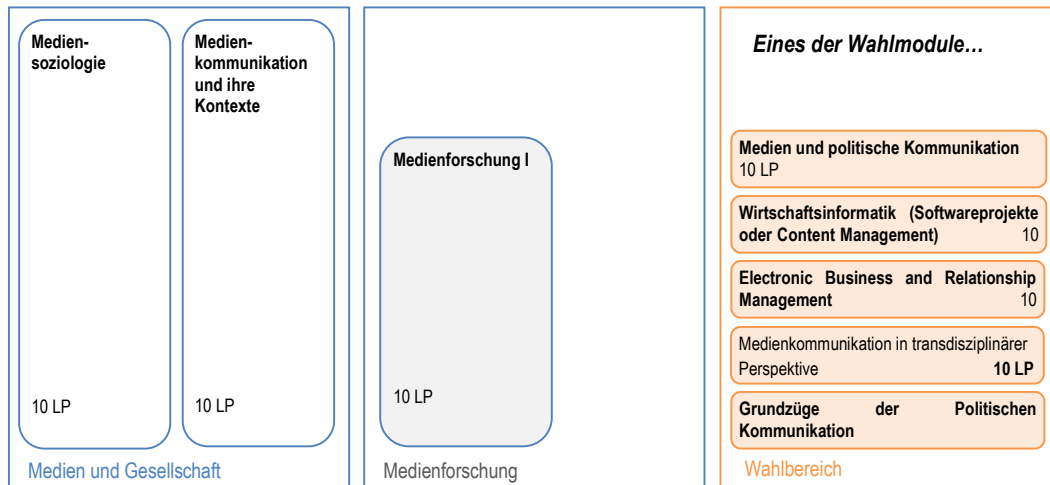 Medien-
soziologie
10 LP
Medien-
kommunikation
und ihre
Kontexte
10 LP
Medien und Gesellschaft
Medienforschung I
10 LP
Medienforschung
Eines der Wahlmodule…
Medien und politische Kommunikation
10 LP
Wirtschaftsinformatik (Softwareprojekte
oder Content Management) 10
Electronic Business and Relationship
Management 10
Medienkommunikation in transdisziplinärer
Perspektive 10 LP
Grundzüge der Politischen
Kommunikation
Wahlbereich